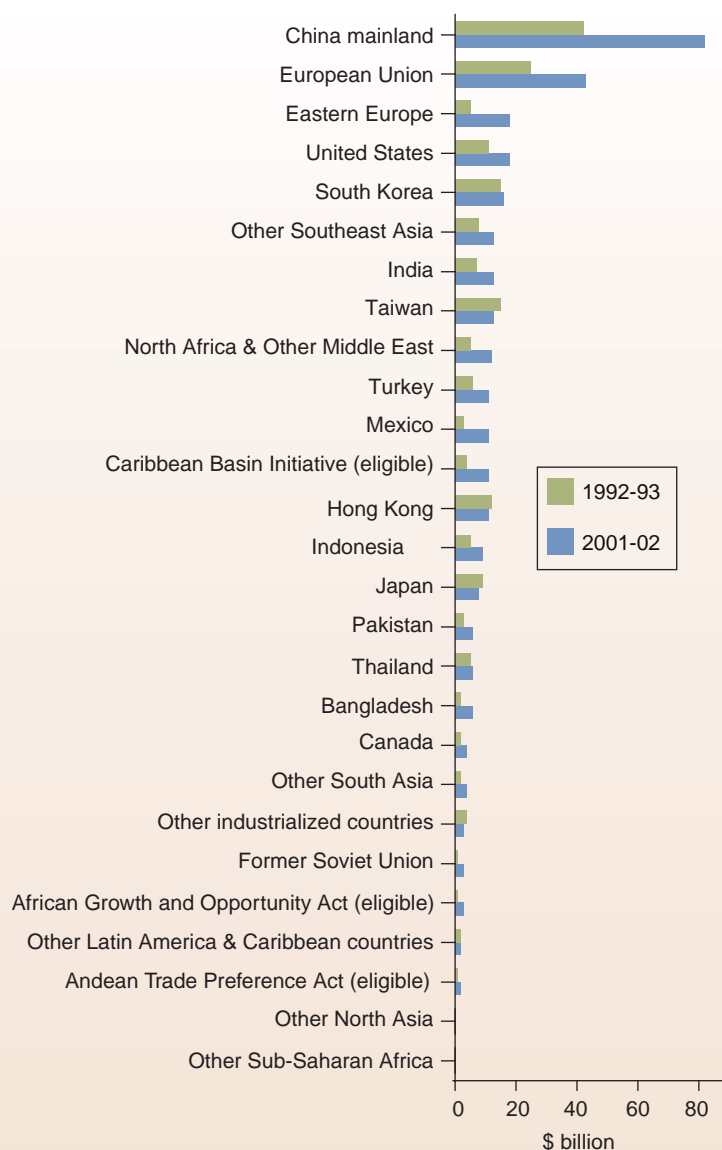 China mainland
European Union
Eastern Europe
United States
South Korea
Other Southeast Asia
India
Taiwan
North Africa & Other Middle East
Turkey
Mexico
Caribbean Basin Initiative (eligible)
Hong Kong
Indonesia
Japan
Pakistan
Thailand
Bangladesh
Canada
Other South Asia
Other industrialized countries
Former Soviet Union
African Growth and Opportunity Act (eligible)
Other Latin America & Caribbean countries
Andean Trade Preference Act (eligible)
Other North Asia
Other Sub-Saharan Africa
1992-93
2001-02
0 20 40 60 80
$ billion